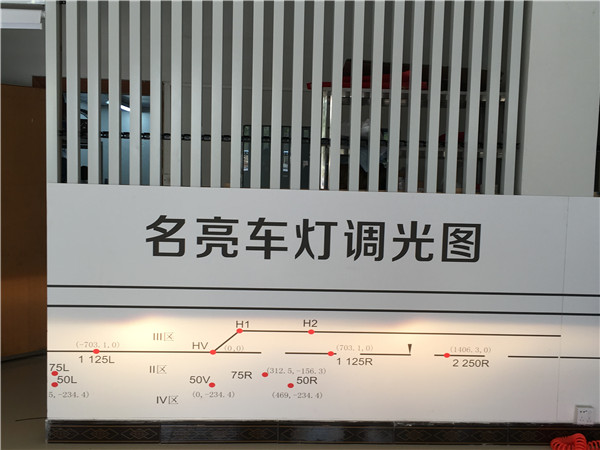 名亮车灯调光图
H1
H2
III区
(-703,1,0)
HV
(0,0)
(703,1,0)
(1406.3,0)
1 125L
1 125R
2 250R
75L
II区
75R
(312.5,-156.3)
50L
50V
50R
5,-234.4)
IV区
(0,-234.4)
(469,-234.4)